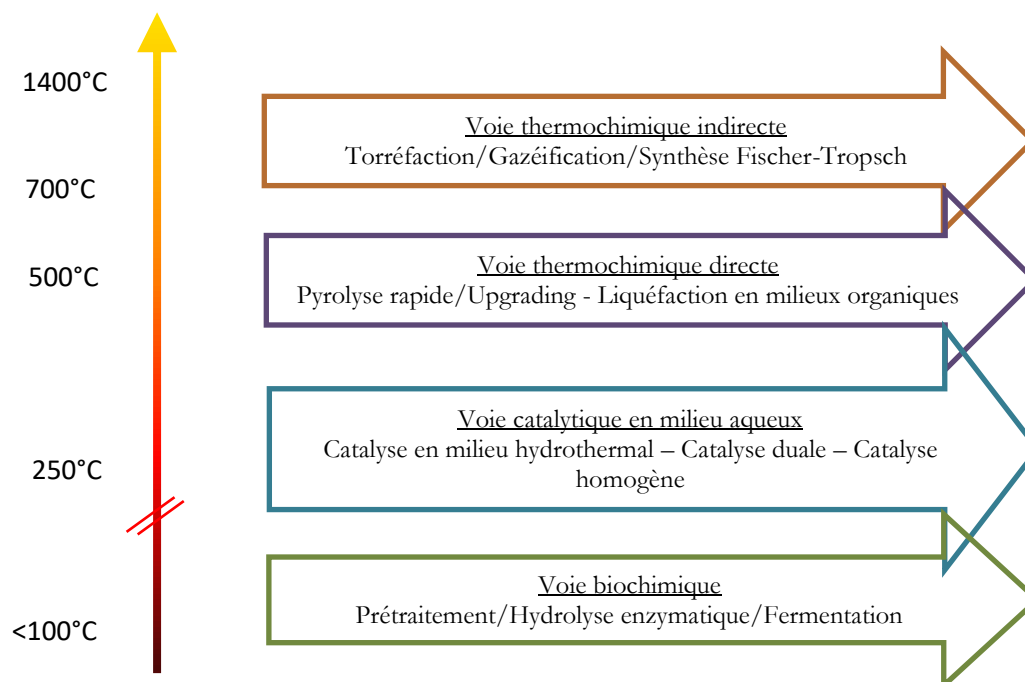 1400°C
Voie thermochimique indirecte
Torréfaction/Gazéification/Synthèse Fischer-Tropsch
700°C
500°C
Voie thermochimique directe
Pyrolyse rapide/Upgrading - Liquéfaction en milieux organiques
Voie catalytique en milieu aqueux
Catalyse en milieu hydrothermal – Catalyse duale – Catalyse
homogène
250°C
Voie biochimique
Prétraitement/Hydrolyse enzymatique/Fermentation
<100°C